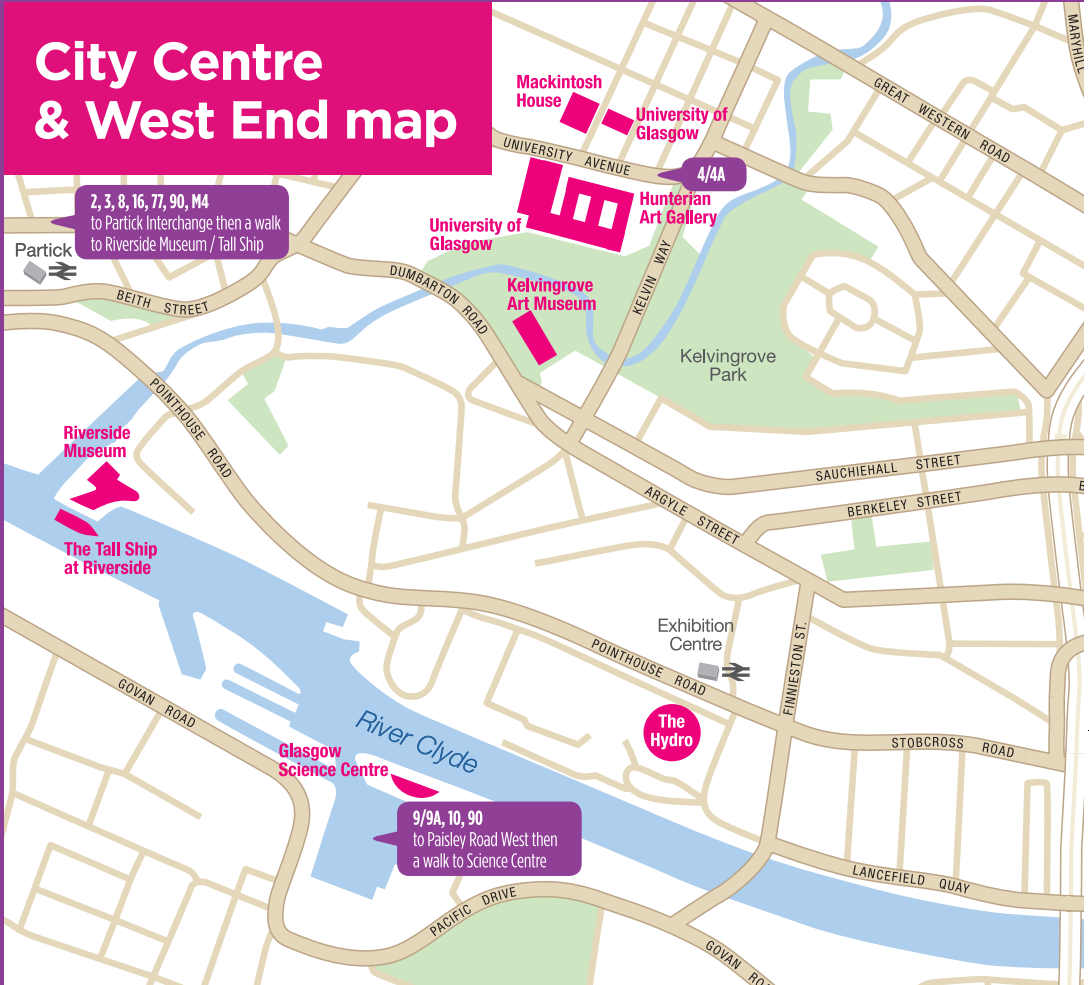 City Centre
& West End map
MARYHILL
GREAT WESTERN ROAD
Mackintosh
House
University of
Glasgow
UNIVERSITY AVENUE
4/4A
2, 3, 8, 16, 77, 90, M4
to Partick Interchange then a walk
to Riverside Museum / Tall Ship
Hunterian
Art Gallery
University of
Glasgow
Partick
BEITH STREET
DUMBARTON ROAD
KELVIN WAY
Kelvingrove
Art Museum
Kelvingrove
Park
POINTHOUSE ROAD
Riverside
Museum
SAUCHIEHALL STREET
BERKELEY STREET
B
ARGYLE STREET
The Tall Ship
at Riverside
Exhibition
Centre
FINNIESTON ST.
POINTHOUSE ROAD
GOVAN ROAD
The
Hydro
River Clyde
STOBCROSS ROAD
Glasgow
Science Centre
9/9A, 10, 90
to Paisley Road West then
a walk to Science Centre
LANCEFIELD QUAY
PACIFIC DRIVE
GOVAN ROA